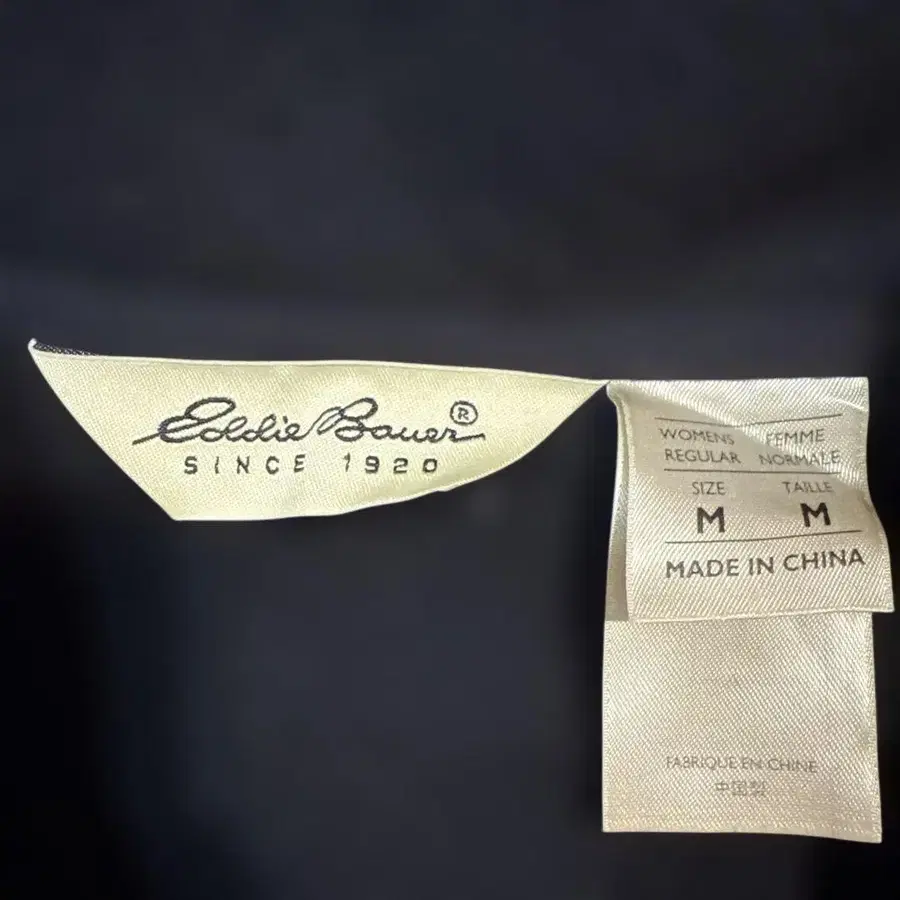 Eddie Bauer®
SINCE 1920
WOMENS FEMME
REGULAR NORMALE
SIZE TAILLE
M M
MADE IN CHINA
FABRIQUE EN CHINE
中国製